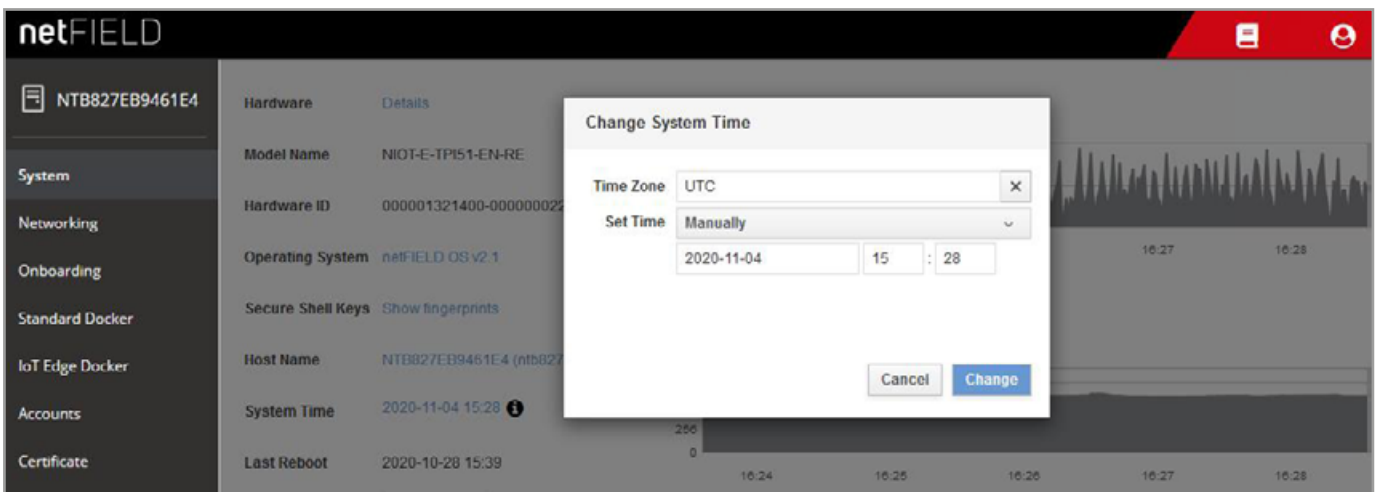 netFIELD
NTB827EB9461E4
System
Networking
Onboarding
Standard Docker
IoT Edge Docker
Accounts
Certificate
Hardware Details
Model Name NIOT-E-TPI51-EN-RE
Hardware ID 000001321400-000000022
Operating System netFIELD OS v2.1
Secure Shell Keys Show fingerprints
Host Name NTB827EB9461E4 (ntb827
System Time 2020-11-04 15:28
Last Reboot 2020-10-28 15:39
Change System Time
Time Zone UTC
Set Time Manually
2020-11-04 15 : 28
Cancel Change
16:27 16:28
256
0
16:24 16:25 16:26 16:27 16:28